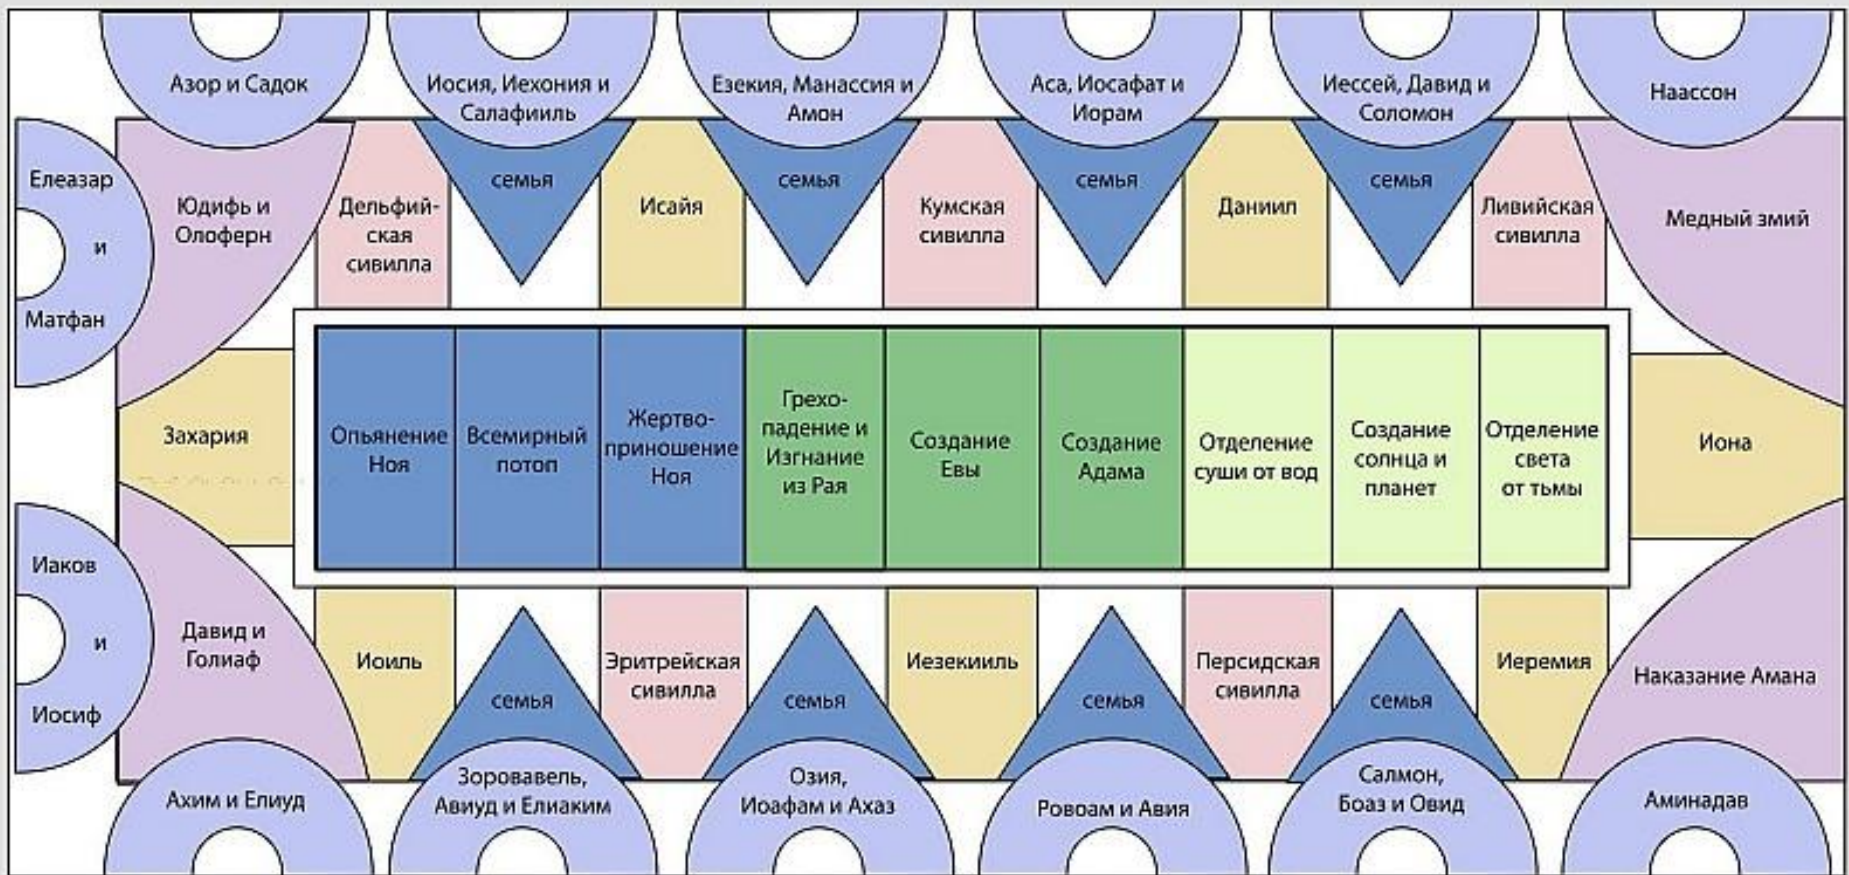 Азор и Садок
Иосия, Иехония и
Салафииль
Езекия, Манассия и
Амон
Аса, Иосафат и
Иорам
Иессей, Давид и
Соломон
Наассон
Елеазар
и
Матфан
Юдифь и
Олоферн
Дельфий-
ская
сивилла
семья
Исайя
семья
Кумская
сивилла
семья
Даниил
семья
Ливийская
сивилла
Медный змий
Захария
Опьянение
Ноя
Всемирный
потоп
Жертво-
приношение
Ноя
Грехо-
падение и
Изгнание
из Рая
Создание
Евы
Создание
Адама
Отделение
суши от вод
Создание
солнца и
планет
Отделение
света
от тьмы
Иона
Иаков
и
Иосиф
Давид и
Голиаф
Иоиль
семья
Эритрейская
сивилла
семья
Иезекииль
семья
Персидская
сивилла
семья
Иеремия
Наказание Амана
Ахим и Елиуд
Зоровавель,
Авиуд и Елиаким
Озия,
Иоафам и Ахаз
Ровоам и Авия
Салмон,
Боаз и Овид
Аминадав